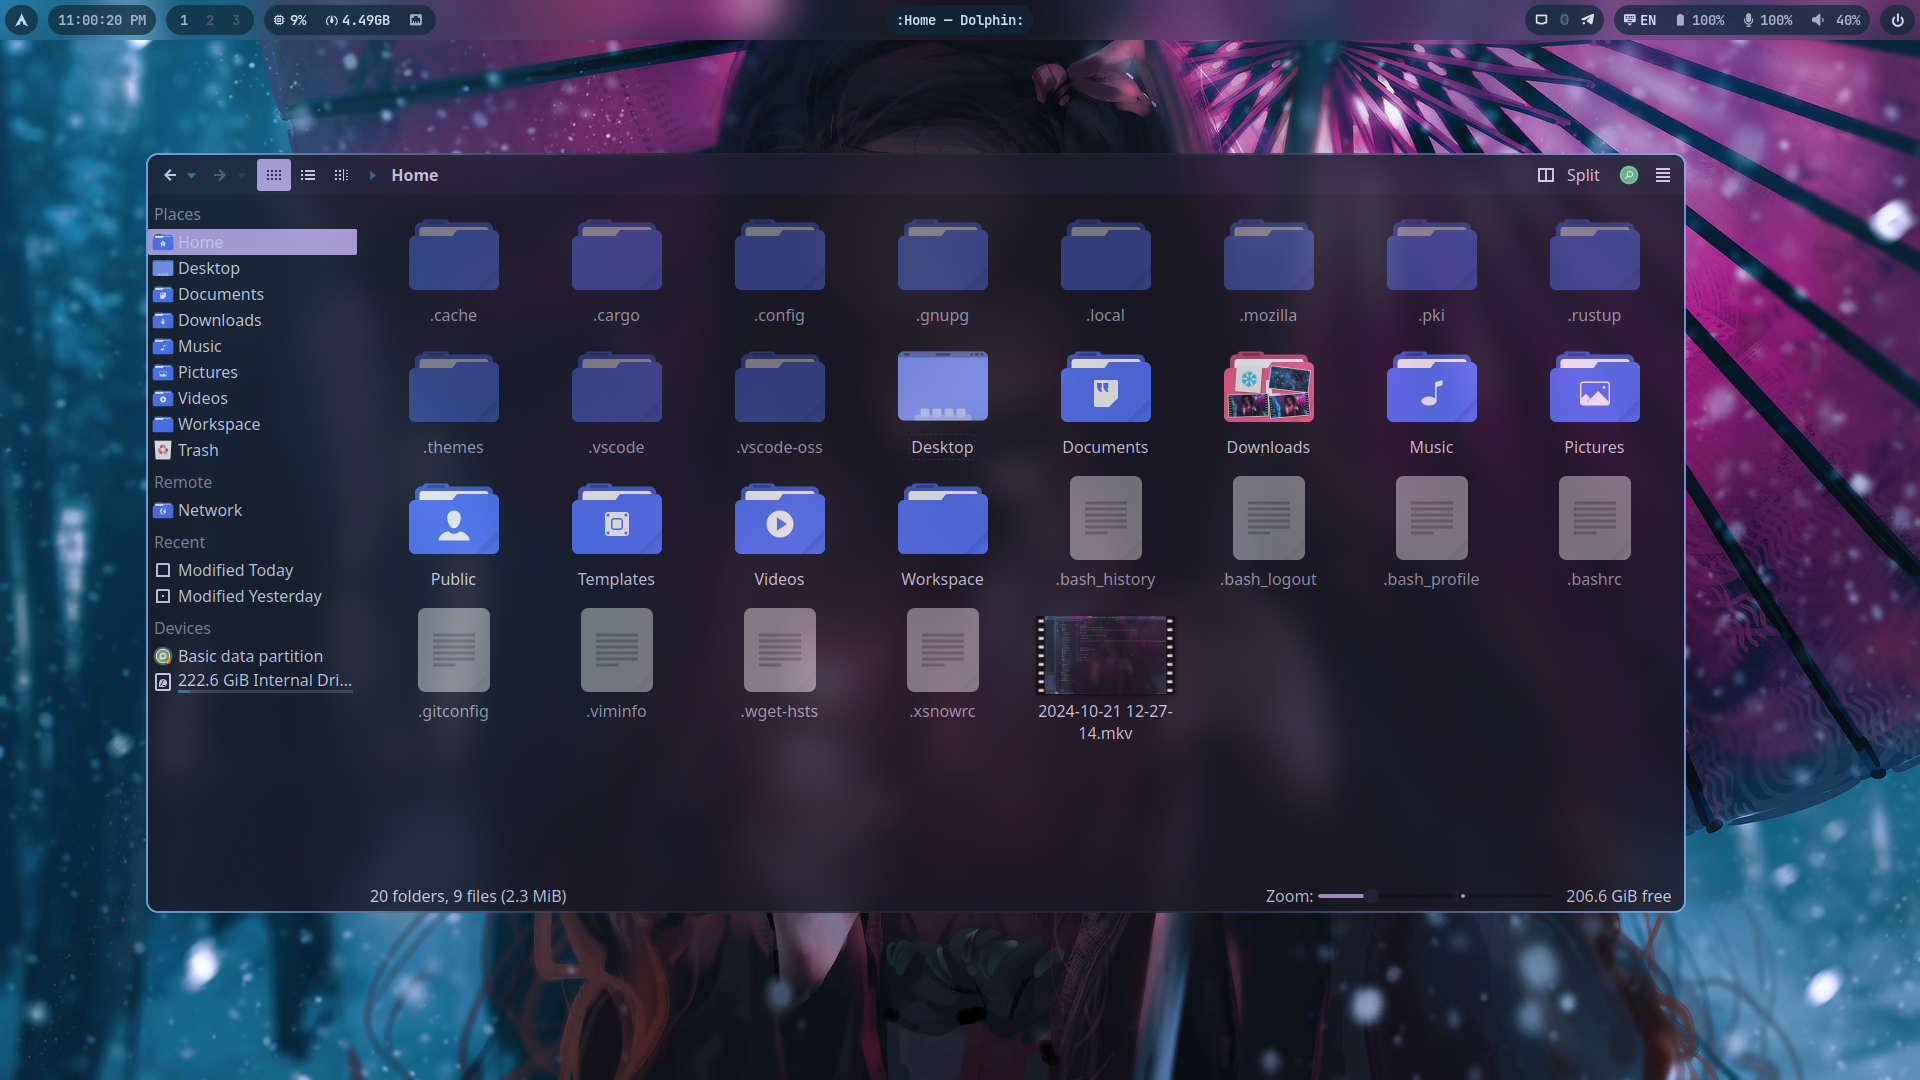 11:00:20 PM
1 2 3
9% 4.49GB
:Home — Dolphin:
EN 100% 100% 40%
Home
Split
Places
Home
Desktop
Documents
Downloads
Music
Pictures
Videos
Workspace
Trash
Remote
Network
Recent
Modified Today
Modified Yesterday
Devices
Basic data partition
222.6 GiB Internal Dri...
.cache .cargo .config .gnupg .local .mozilla .pki .rustup
.themes .vscode .vscode-oss Desktop Documents Downloads Music Pictures
Public Templates Videos Workspace .bash_history .bash_logout .bash_profile .bashrc
.gitconfig .viminfo .wget-hsts .xsnowrc 2024-10-21 12-27-
14.mkv
20 folders, 9 files (2.3 MiB)
Zoom:
206.6 GiB free